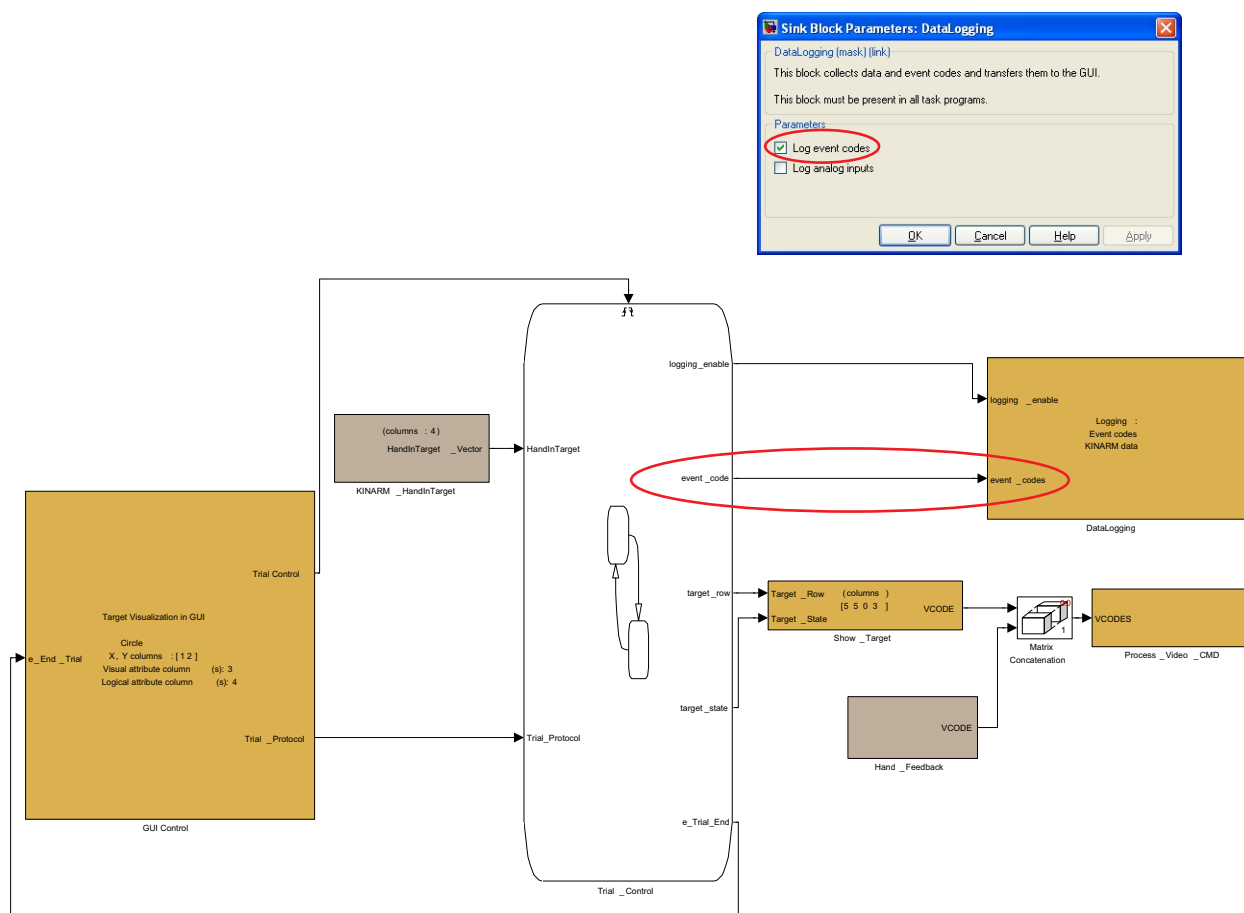 Sink Block Parameters: DataLogging
DataLogging (mask) (link)
This block collects data and event codes and transfers them to the GUI.
This block must be present in all task programs.
Parameters
Log event codes
Log analog inputs
OK
Cancel
Help
Apply
logging _enable
logging _enable
Logging :
Event codes
KINARM data
(columns : 4)
HandInTarget _Vector
HandInTarget
KINARM _HandInTarget
event _code
event _codes
DataLogging
Trial Control
target _row
Target _Row
(columns )
[5 5 0 3 ]
VCODE
Target _State
Show _Target
20
1
Matrix
Concatenation
VCODES
Process _Video _CMD
Target Visualization in GUI
Circle
X, Y columns : [ 1 2 ]
Visual attribute column (s): 3
Logical attribute column (s): 4
e _End _Trial
target _state
Trial _Protocol
Trial_Protocol
VCODE
Hand _Feedback
GUI Control
e _Trial_End
Trial _Control